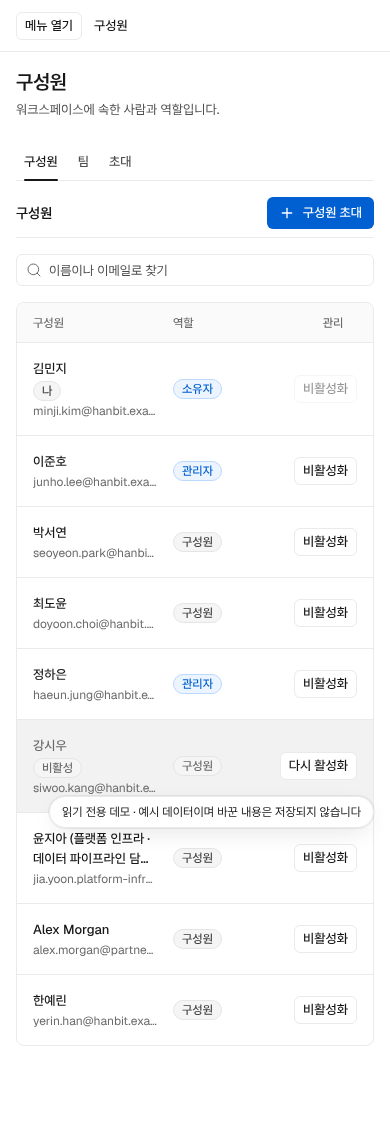 메뉴 열기
구성원
구성원
워크스페이스에 속한 사람과 역할입니다.
구성원
팀
초대
구성원
구성원 초대
이름이나 이메일로 찾기
구성원
역할
관리
김민지
나
minji.kim@hanbit.exa...
소유자
비활성화
이준호
junho.lee@hanbit.exa...
관리자
비활성화
박서연
seoyeon.park@hanbi...
구성원
비활성화
최도윤
doyoon.choi@hanbit....
구성원
비활성화
정하은
haeun.jung@hanbit.e...
관리자
비활성화
강시우
비활성
siwoo.kang@hanbit.e...
구성원
다시 활성화
읽기 전용 데모 · 예시 데이터이며 바꾼 내용은 저장되지 않습니다
윤지아 (플랫폼 인프라 ·
데이터 파이프라인 담...
jia.yoon.platform-infr...
구성원
비활성화
Alex Morgan
alex.morgan@partne...
구성원
비활성화
한예린
yerin.han@hanbit.exa...
구성원
비활성화